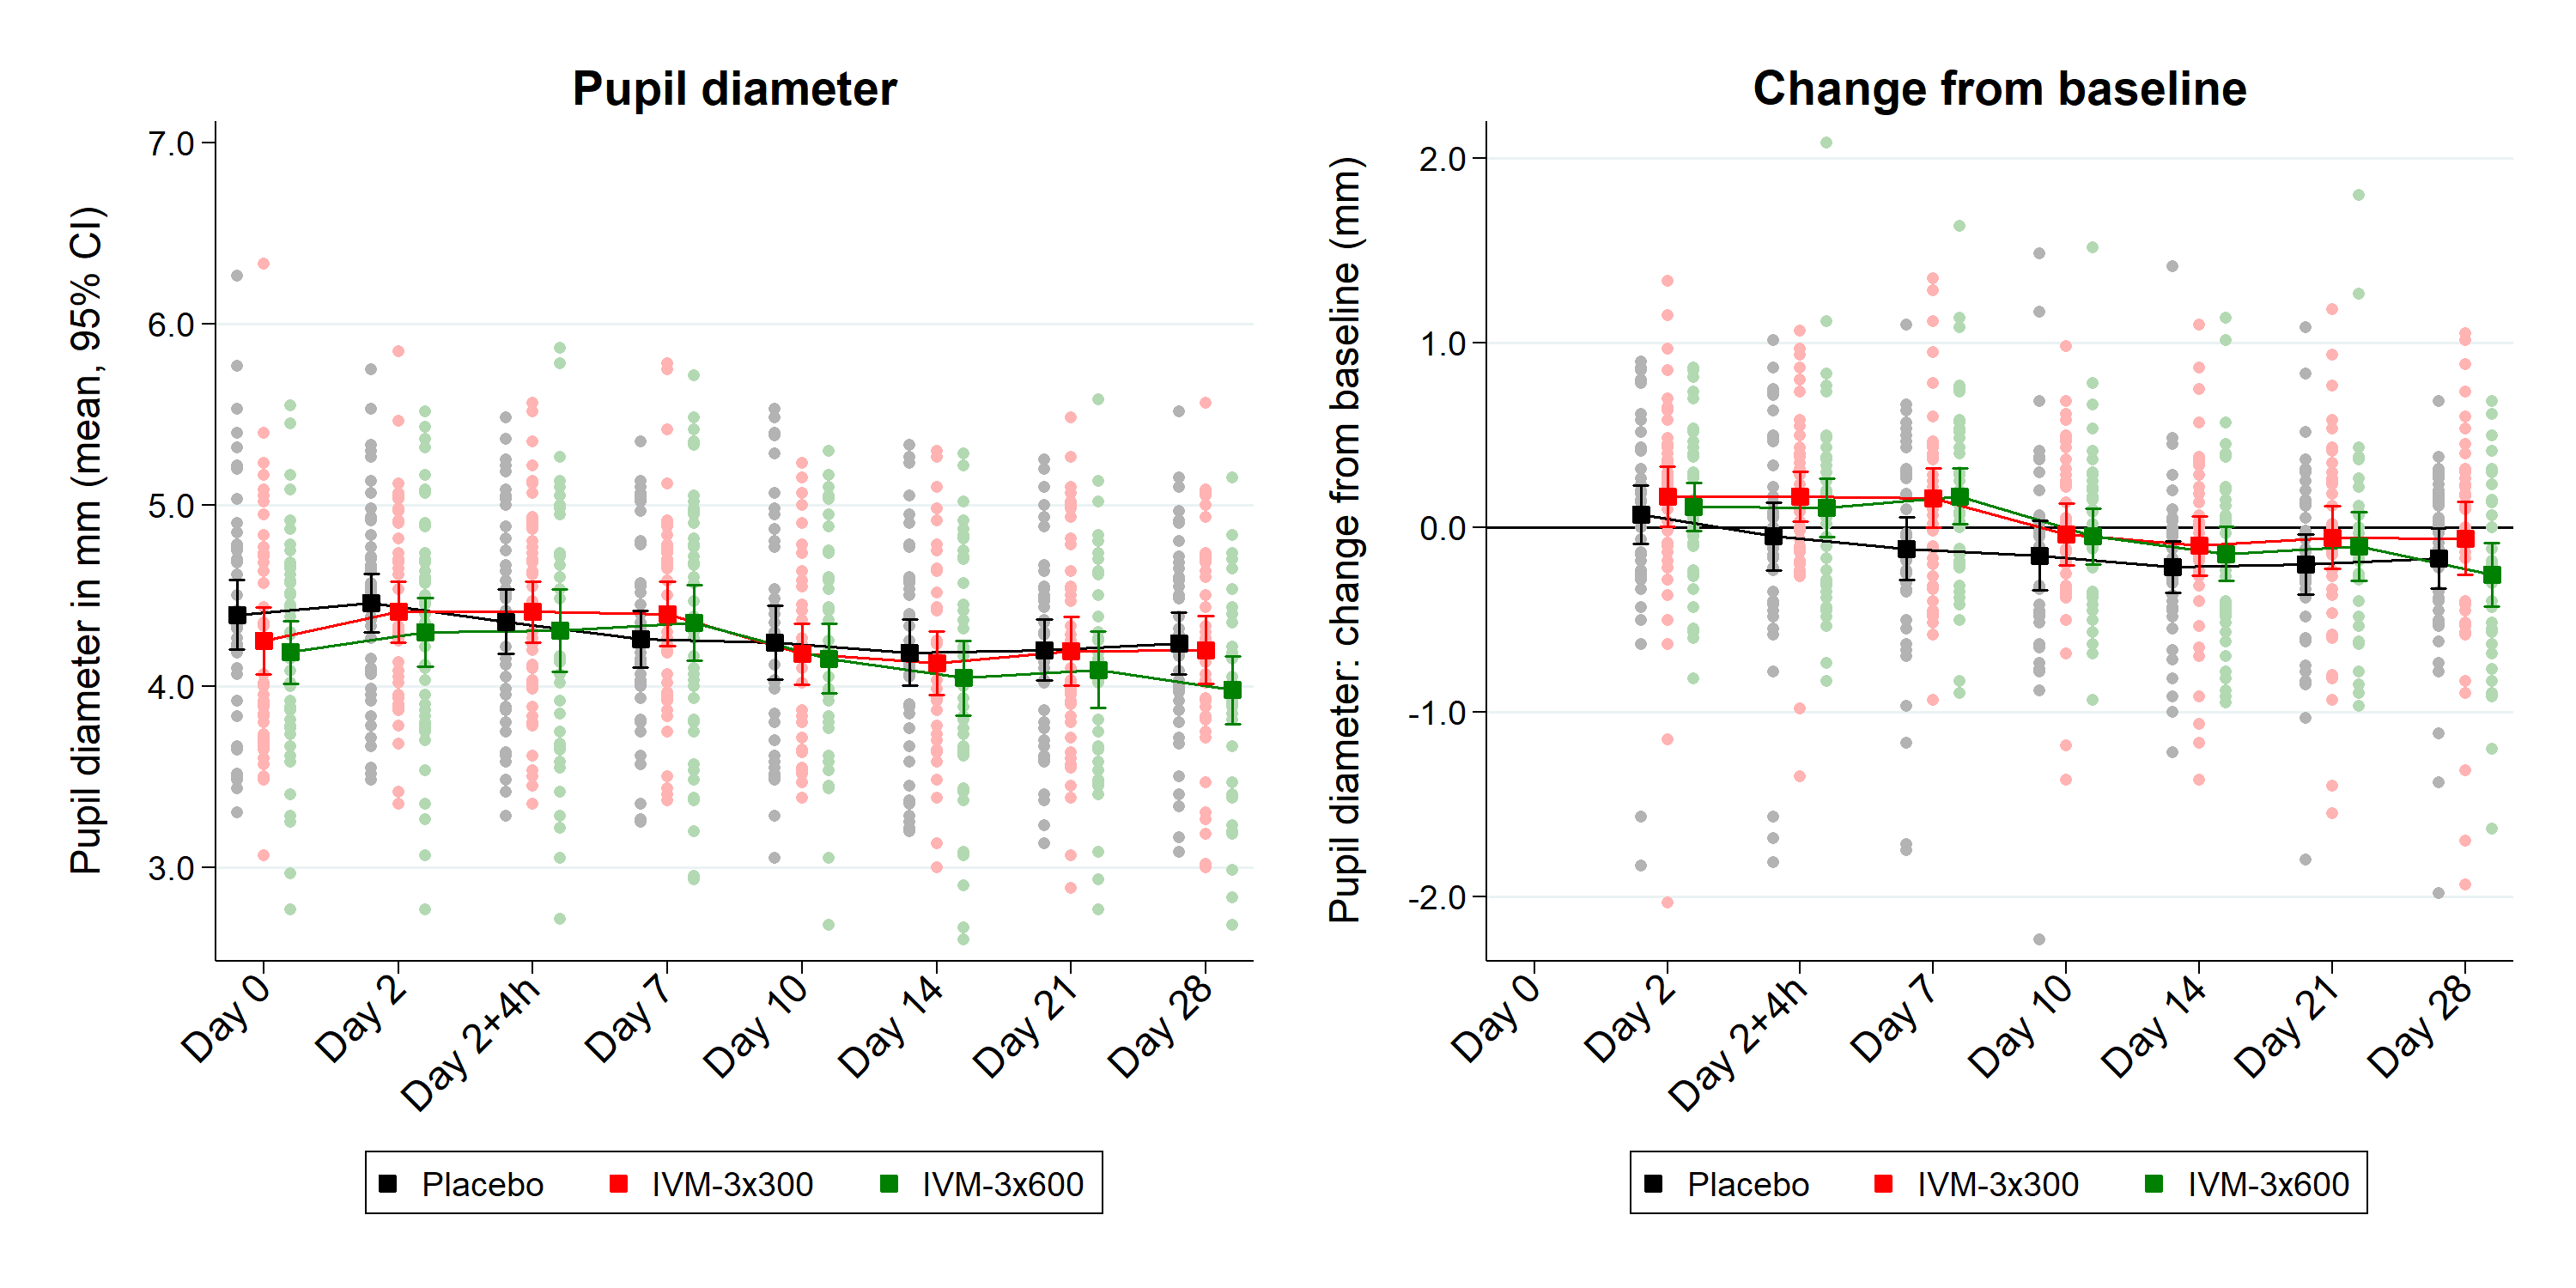 Pupil diameter
Pupil diameter in mm (mean, 95% CI)
7.0
6.0
5.0
4.0
3.0
Day 0
Day 2
Day 2+4h
Day 7
Day 10
Day 14
Day 21
Day 28
Placebo IVM-3x300 IVM-3x600
Change from baseline
Pupil diameter: change from baseline (mm)
2.0
1.0
0.0
-1.0
-2.0
Day 0
Day 2
Day 2+4h
Day 7
Day 10
Day 14
Day 21
Day 28
Placebo IVM-3x300 IVM-3x600